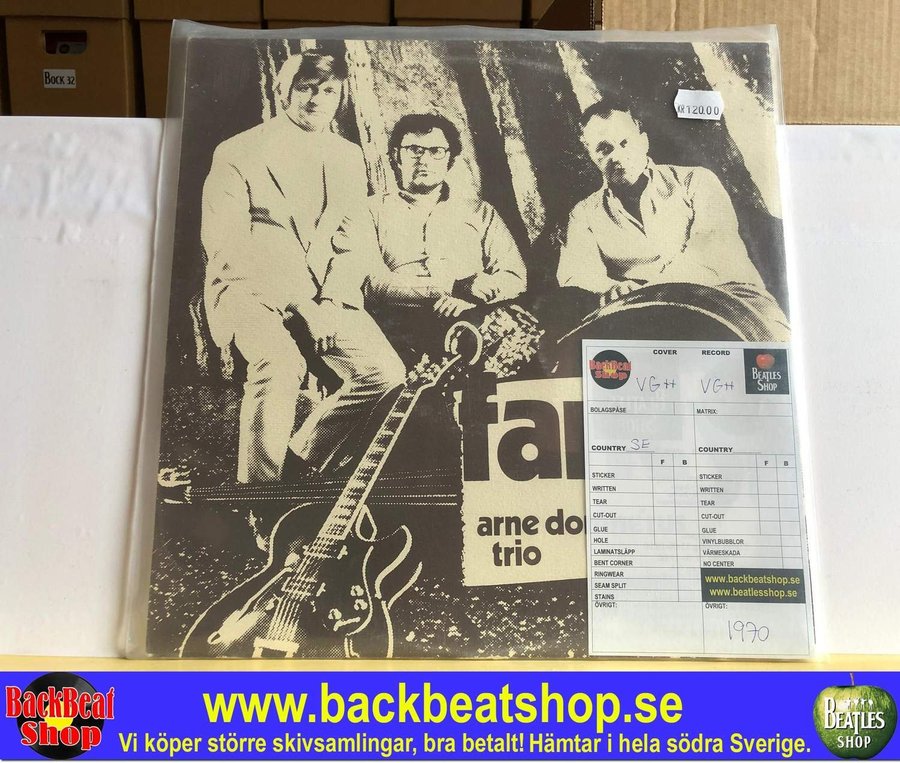 BOCK 32
KR120.00
fa
arne do
trio
BackBeat
Shop
COVER RECORD
BEATLES
SHOP
VG++ VG++
BOLAGSPÅSE MATRIX:
COUNTRY SE COUNTRY
F B F B
STICKER STICKER
WRITTEN WRITTEN
TEAR TEAR
CUT-OUT CUT-OUT
GLUE GLUE
HOLE VINYLBUBBLOR
LAMINATSLÄPP VÄRMESKADA
BENT CORNER NO CENTER
RINGWEAR
SEAM SPLIT
STAINS
www.backbeatshop.se
www.beatlesshop.se
ÖVRIGT: ÖVRIGT:
1970
BackBeat
Shop
www.backbeatshop.se
Vi köper större skivsamlingar, bra betalt! Hämtar i hela södra Sverige.
BEATLES
SHOP